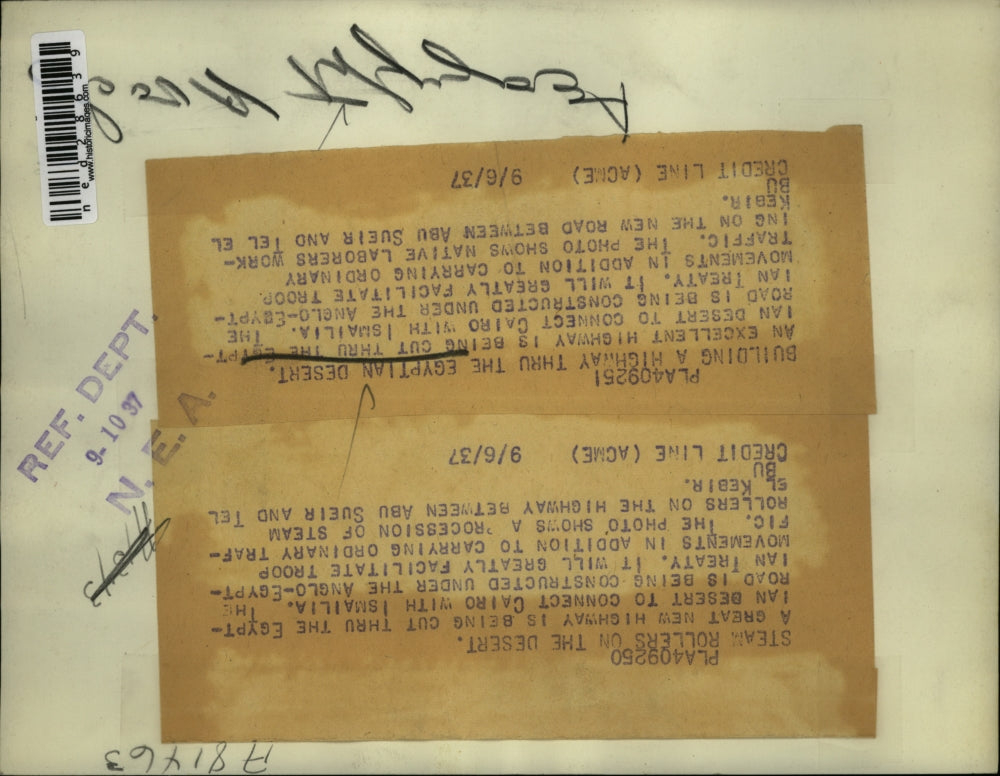 A81463
PLA409250
STEAM ROLLERS ON THE DESERT.
A GREAT NEW HIGHWAY IS BEING CUT THRU THE EGYPT-
IAN DESERT TO CONNECT CAIRO WITH ISMAILIA. THE
ROAD IS BEING CONSTRUCTED UNDER THE ANGLO-EGYPT-
IAN TREATY. IT WILL GREATLY FACILITATE TROOP
MOVEMENTS IN ADDITION TO CARRYING ORDINARY TRAF-
FIC. THE PHOTO SHOWS A PROCESSION OF STEAM
ROLLERS ON THE HIGHWAY BETWEEN ABU SUEIR AND TEL
EL KEBIR.
BU
CREDIT LINE (ACME) 9/6/37
PLA409251
BUILDING A HIGHWAY THRU THE EGYPTIAN DESERT.
AN EXCELLENT HIGHWAY IS BEING CUT THRU THE EGYPT-
IAN DESERT TO CONNECT CAIRO WITH ISMAILIA. THE
ROAD IS BEING CONSTRUCTED UNDER THE ANGLO-EGYPT-
IAN TREATY. IT WILL GREATLY FACILITATE TROOP
MOVEMENTS IN ADDITION TO CARRYING ORDINARY
TRAFFIC. THE PHOTO SHOWS NATIVE LABORERS WORK-
ING ON THE NEW ROAD BETWEEN ABU SUEIR AND TEL EL
KEBIR.
BU
CREDIT LINE (ACME) 9/6/37
REF. DEPT.
9-10 37
N. E. A.
ned286639
www.historicimages.com